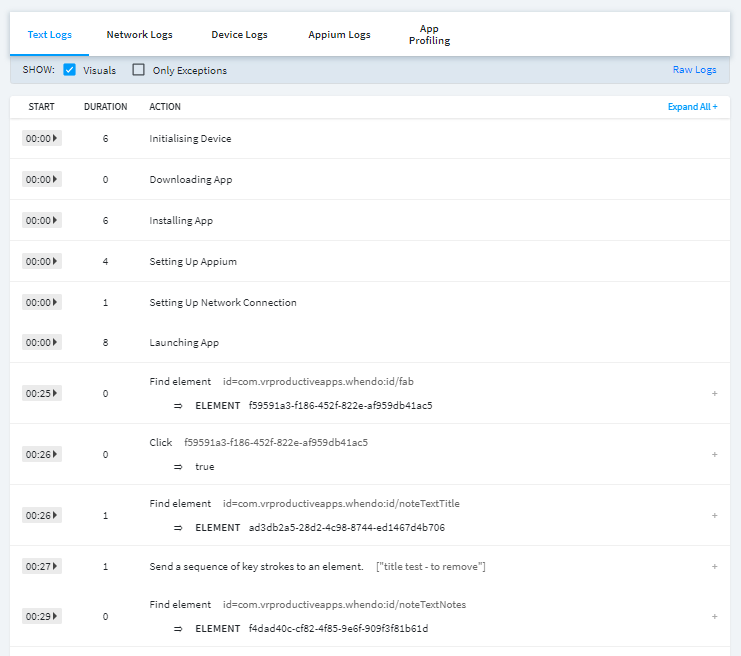 Text Logs Network Logs Device Logs Appium Logs App Profiling
SHOW: Visuals Only Exceptions Raw Logs
START DURATION ACTION Expand All +
00:00 6 Initialising Device
00:00 0 Downloading App
00:00 6 Installing App
00:00 4 Setting Up Appium
00:00 1 Setting Up Network Connection
00:00 8 Launching App
00:25 0 Find element id=com.vrproductiveapps.whendo:id/fab +
⇒ ELEMENT f59591a3-f186-452f-822e-af959db41ac5
00:26 0 Click f59591a3-f186-452f-822e-af959db41ac5 +
⇒ true
00:26 1 Find element id=com.vrproductiveapps.whendo:id/noteTextTitle +
⇒ ELEMENT ad3db2a5-28d2-4c98-8744-ed1467d4b706
00:27 1 Send a sequence of key strokes to an element. ["title test - to remove"] +
00:29 0 Find element id=com.vrproductiveapps.whendo:id/noteTextNotes +
⇒ ELEMENT f4dad40c-cf82-4f85-9e6f-909f3f81b61d